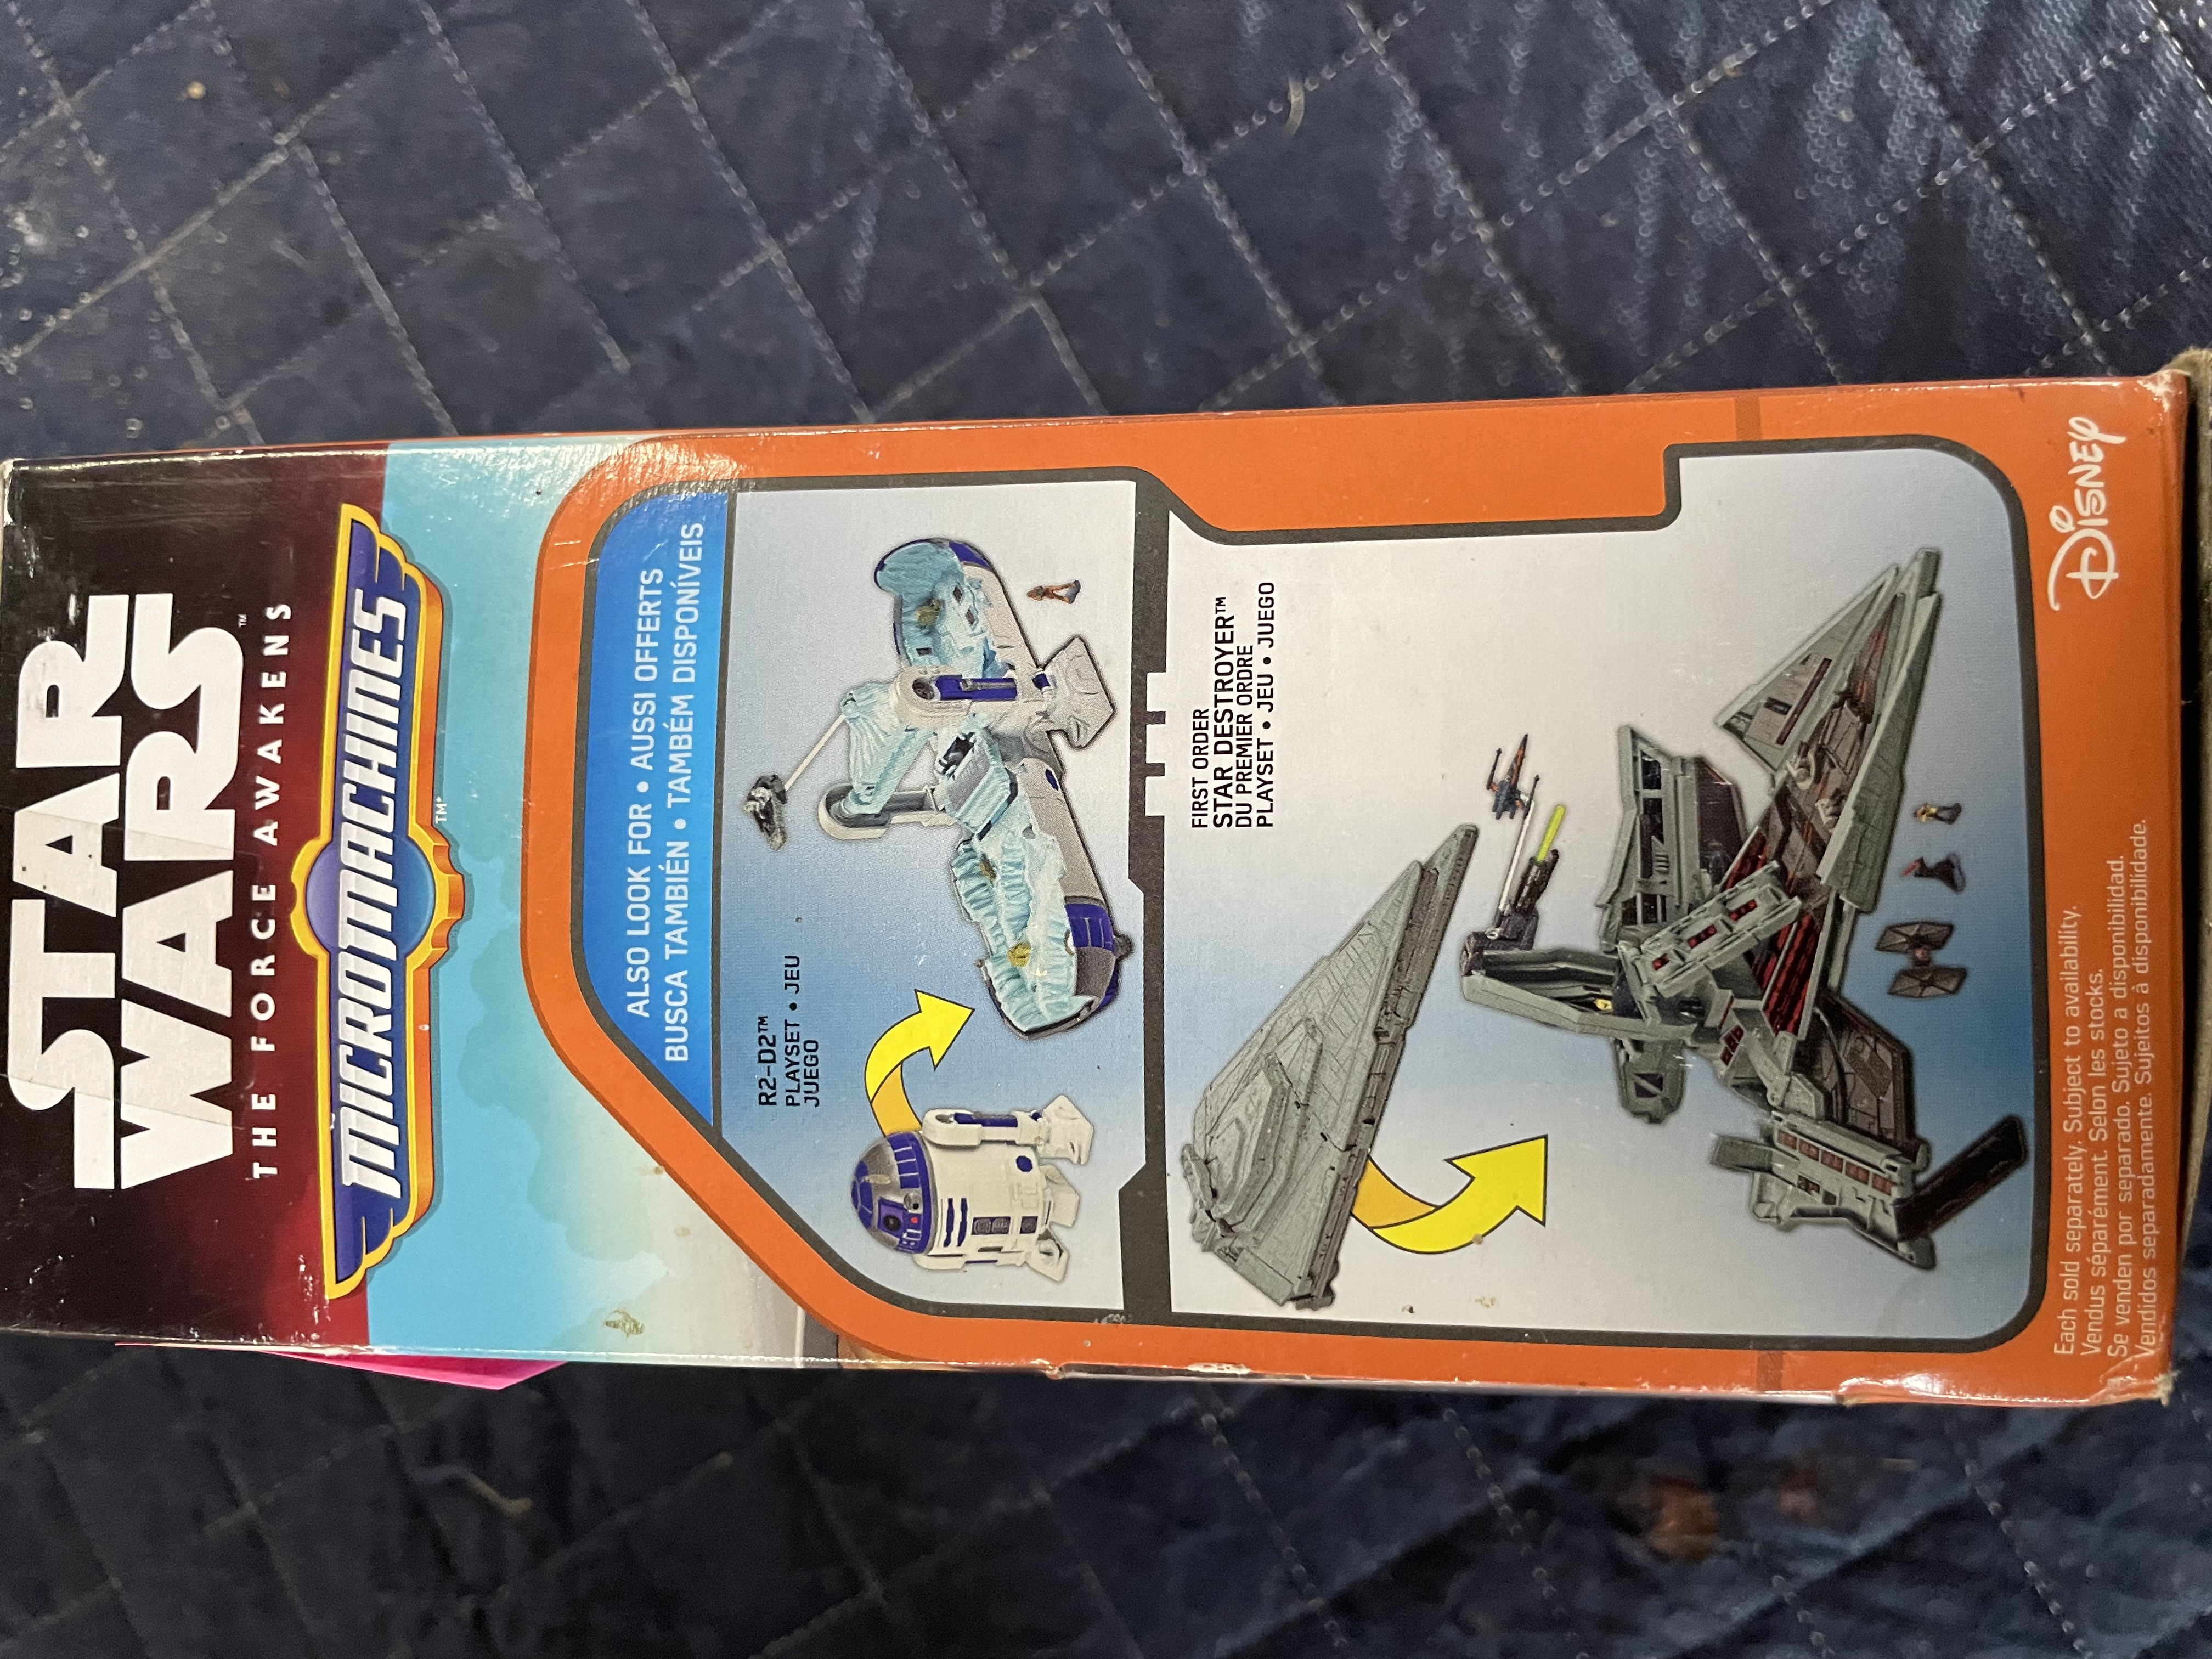 STAR
WARS™
THE FORCE AWAKENS
MICROMACHINES™
ALSO LOOK FOR • AUSSI OFFERTS
BUSCA TAMBIÉN • TAMBÉM DISPONÍVEIS
R2-D2™
PLAYSET • JEU
JUEGO
FIRST ORDER
STAR DESTROYER™
DU PREMIER ORDRE
PLAYSET • JEU • JUEGO
Each sold separately. Subject to availability.
Vendus séparément. Selon les stocks.
Se venden por separado. Sujeto a disponibilidad.
Vendidos separadamente. Sujeitos à disponibilidade.
Disney